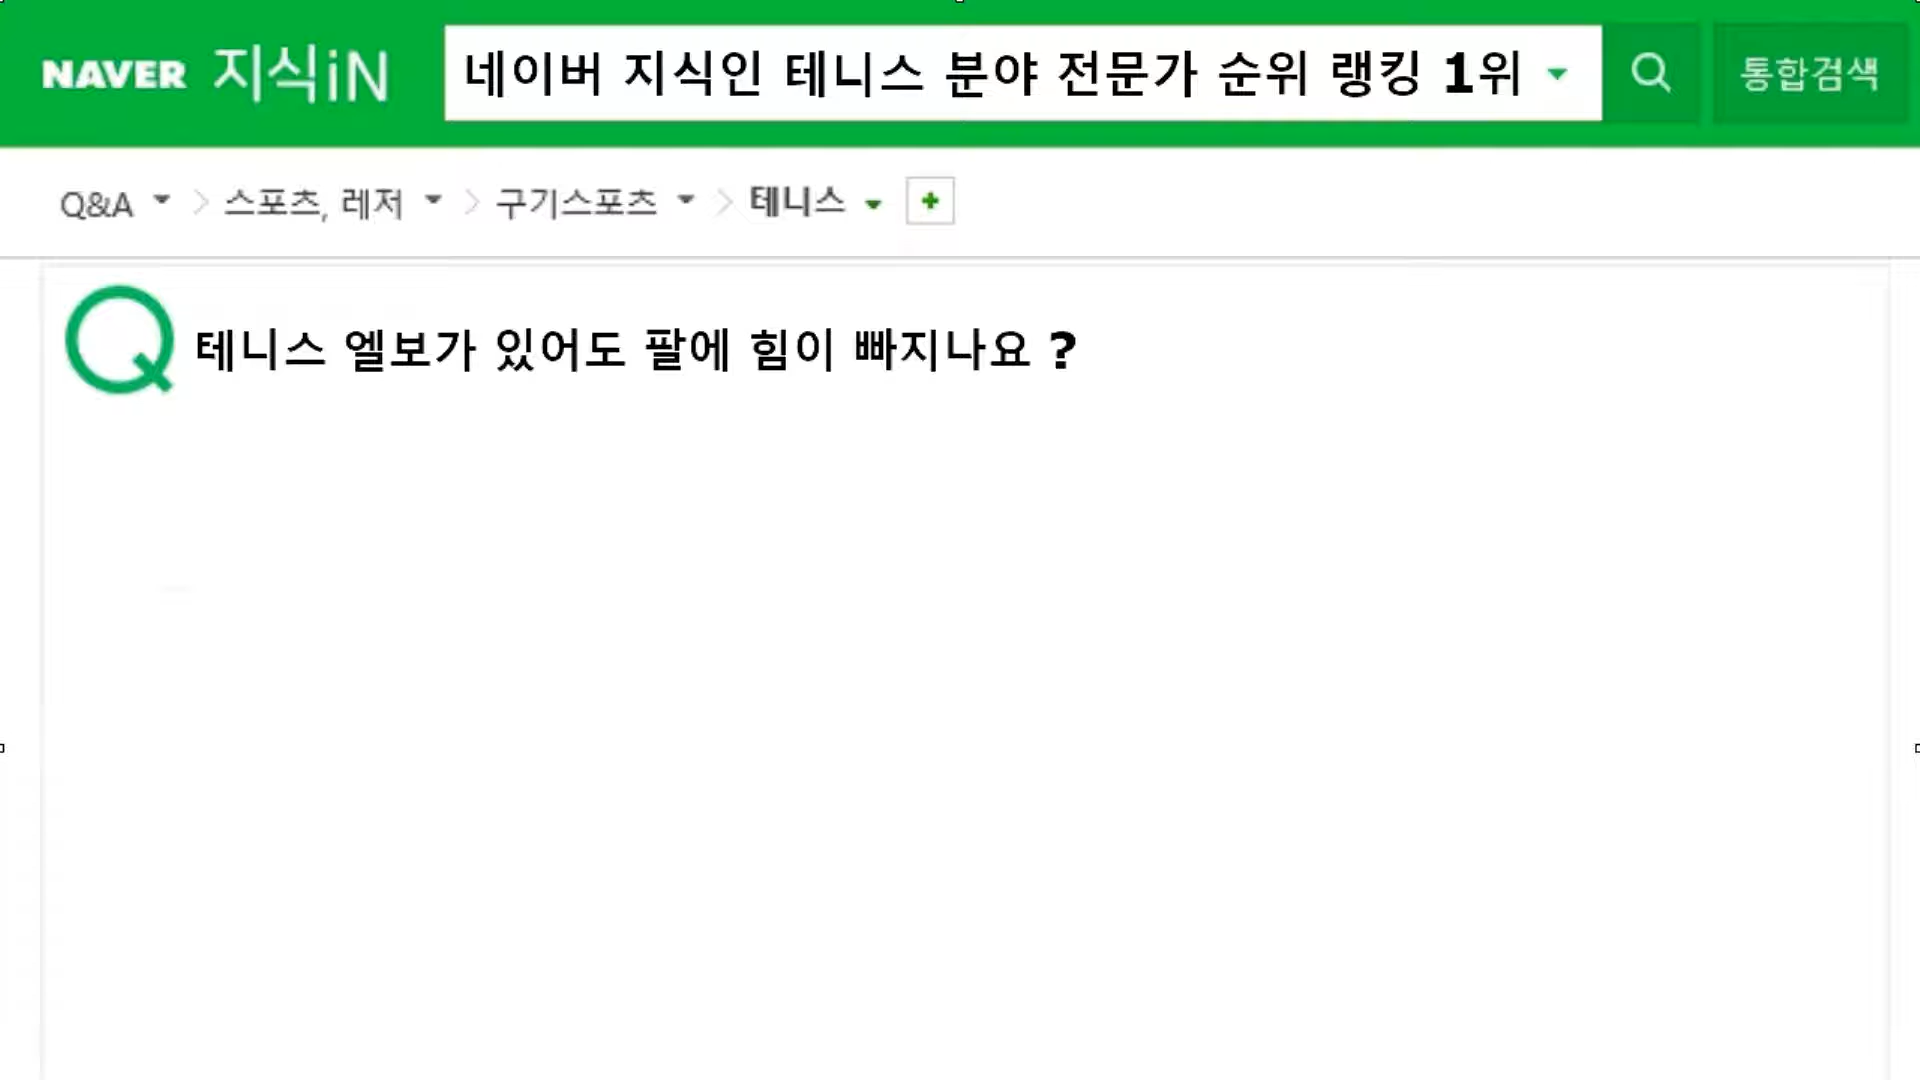 NAVER 지식iN 네이버 지식인 테니스 분야 전문가 순위 랭킹 1위 통합검색
Q&A 스포츠, 레저 구기스포츠 테니스 +
Q 테니스 엘보가 있어도 팔에 힘이 빠지나요 ?